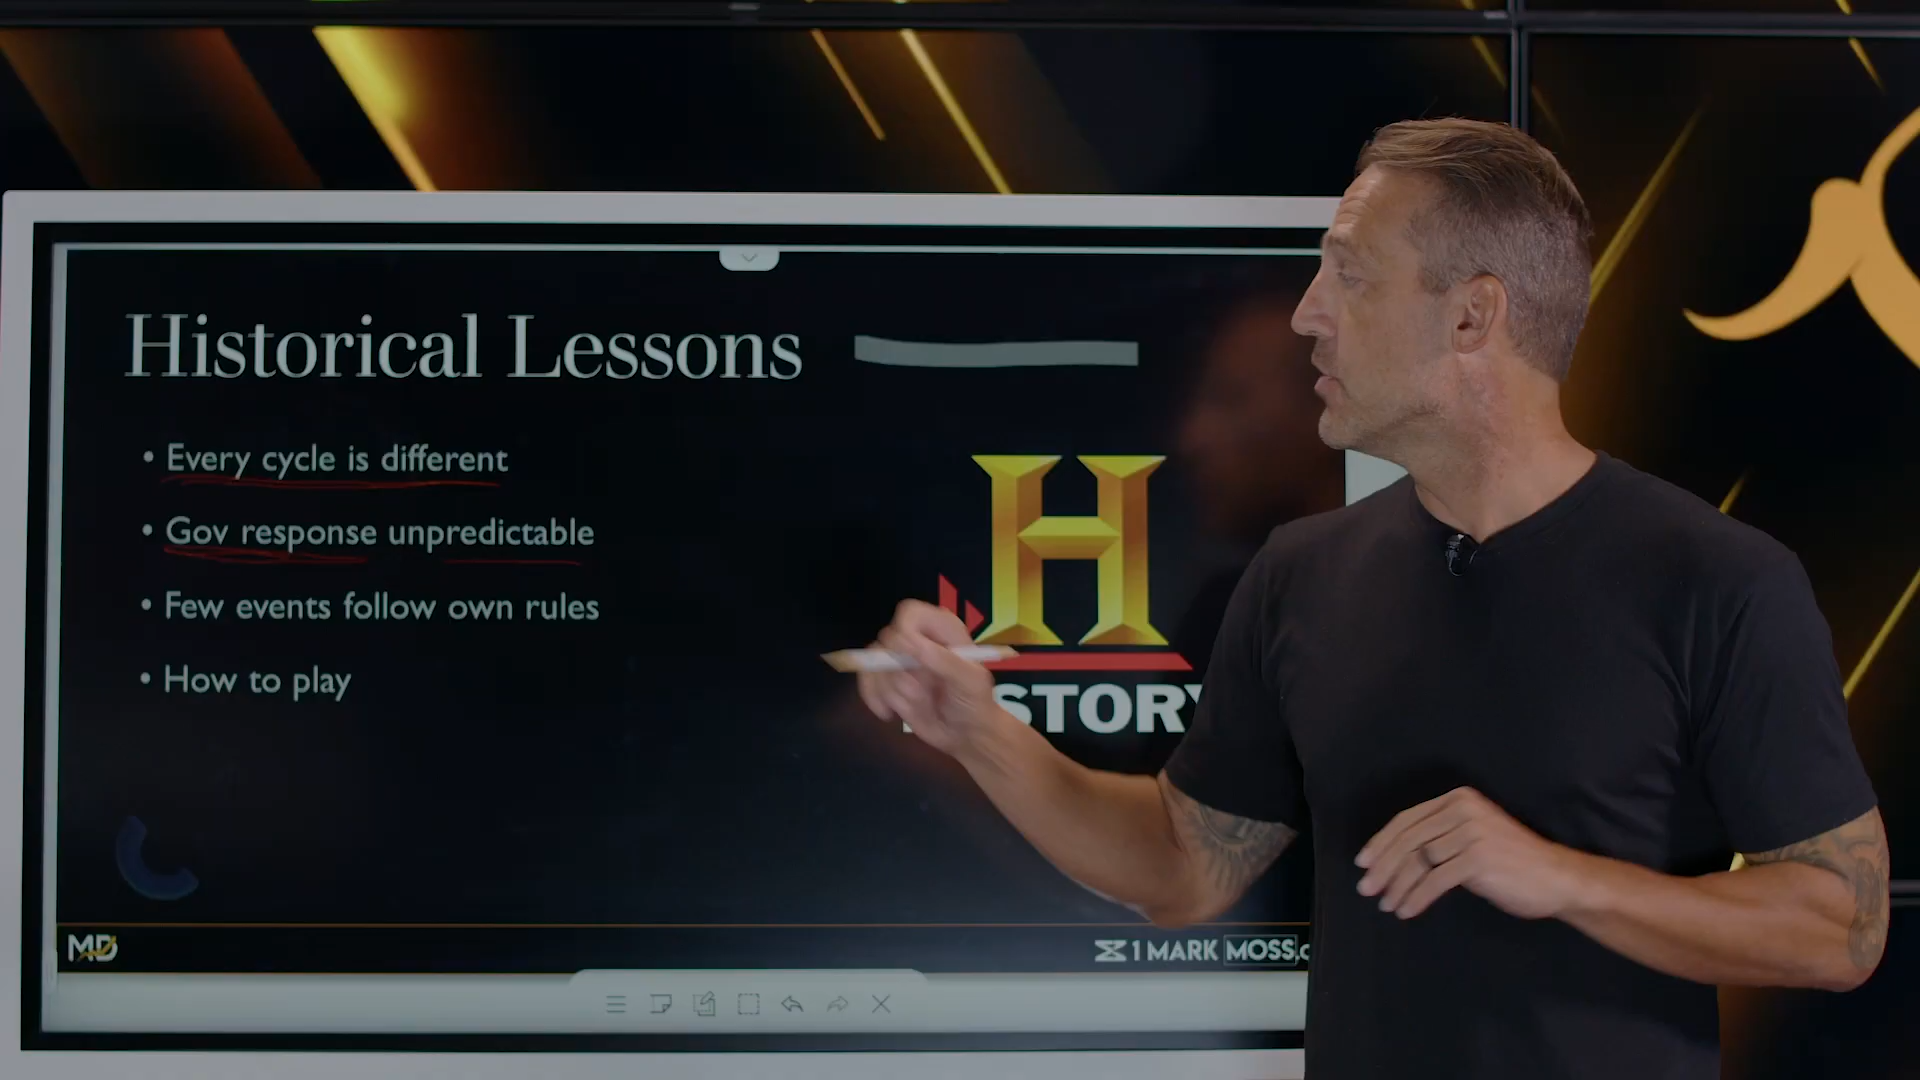 Historical Lessons
• Every cycle is different
• Gov response unpredictable
• Few events follow own rules
• How to play
H
STORY
MD
1 MARK MOSS.c